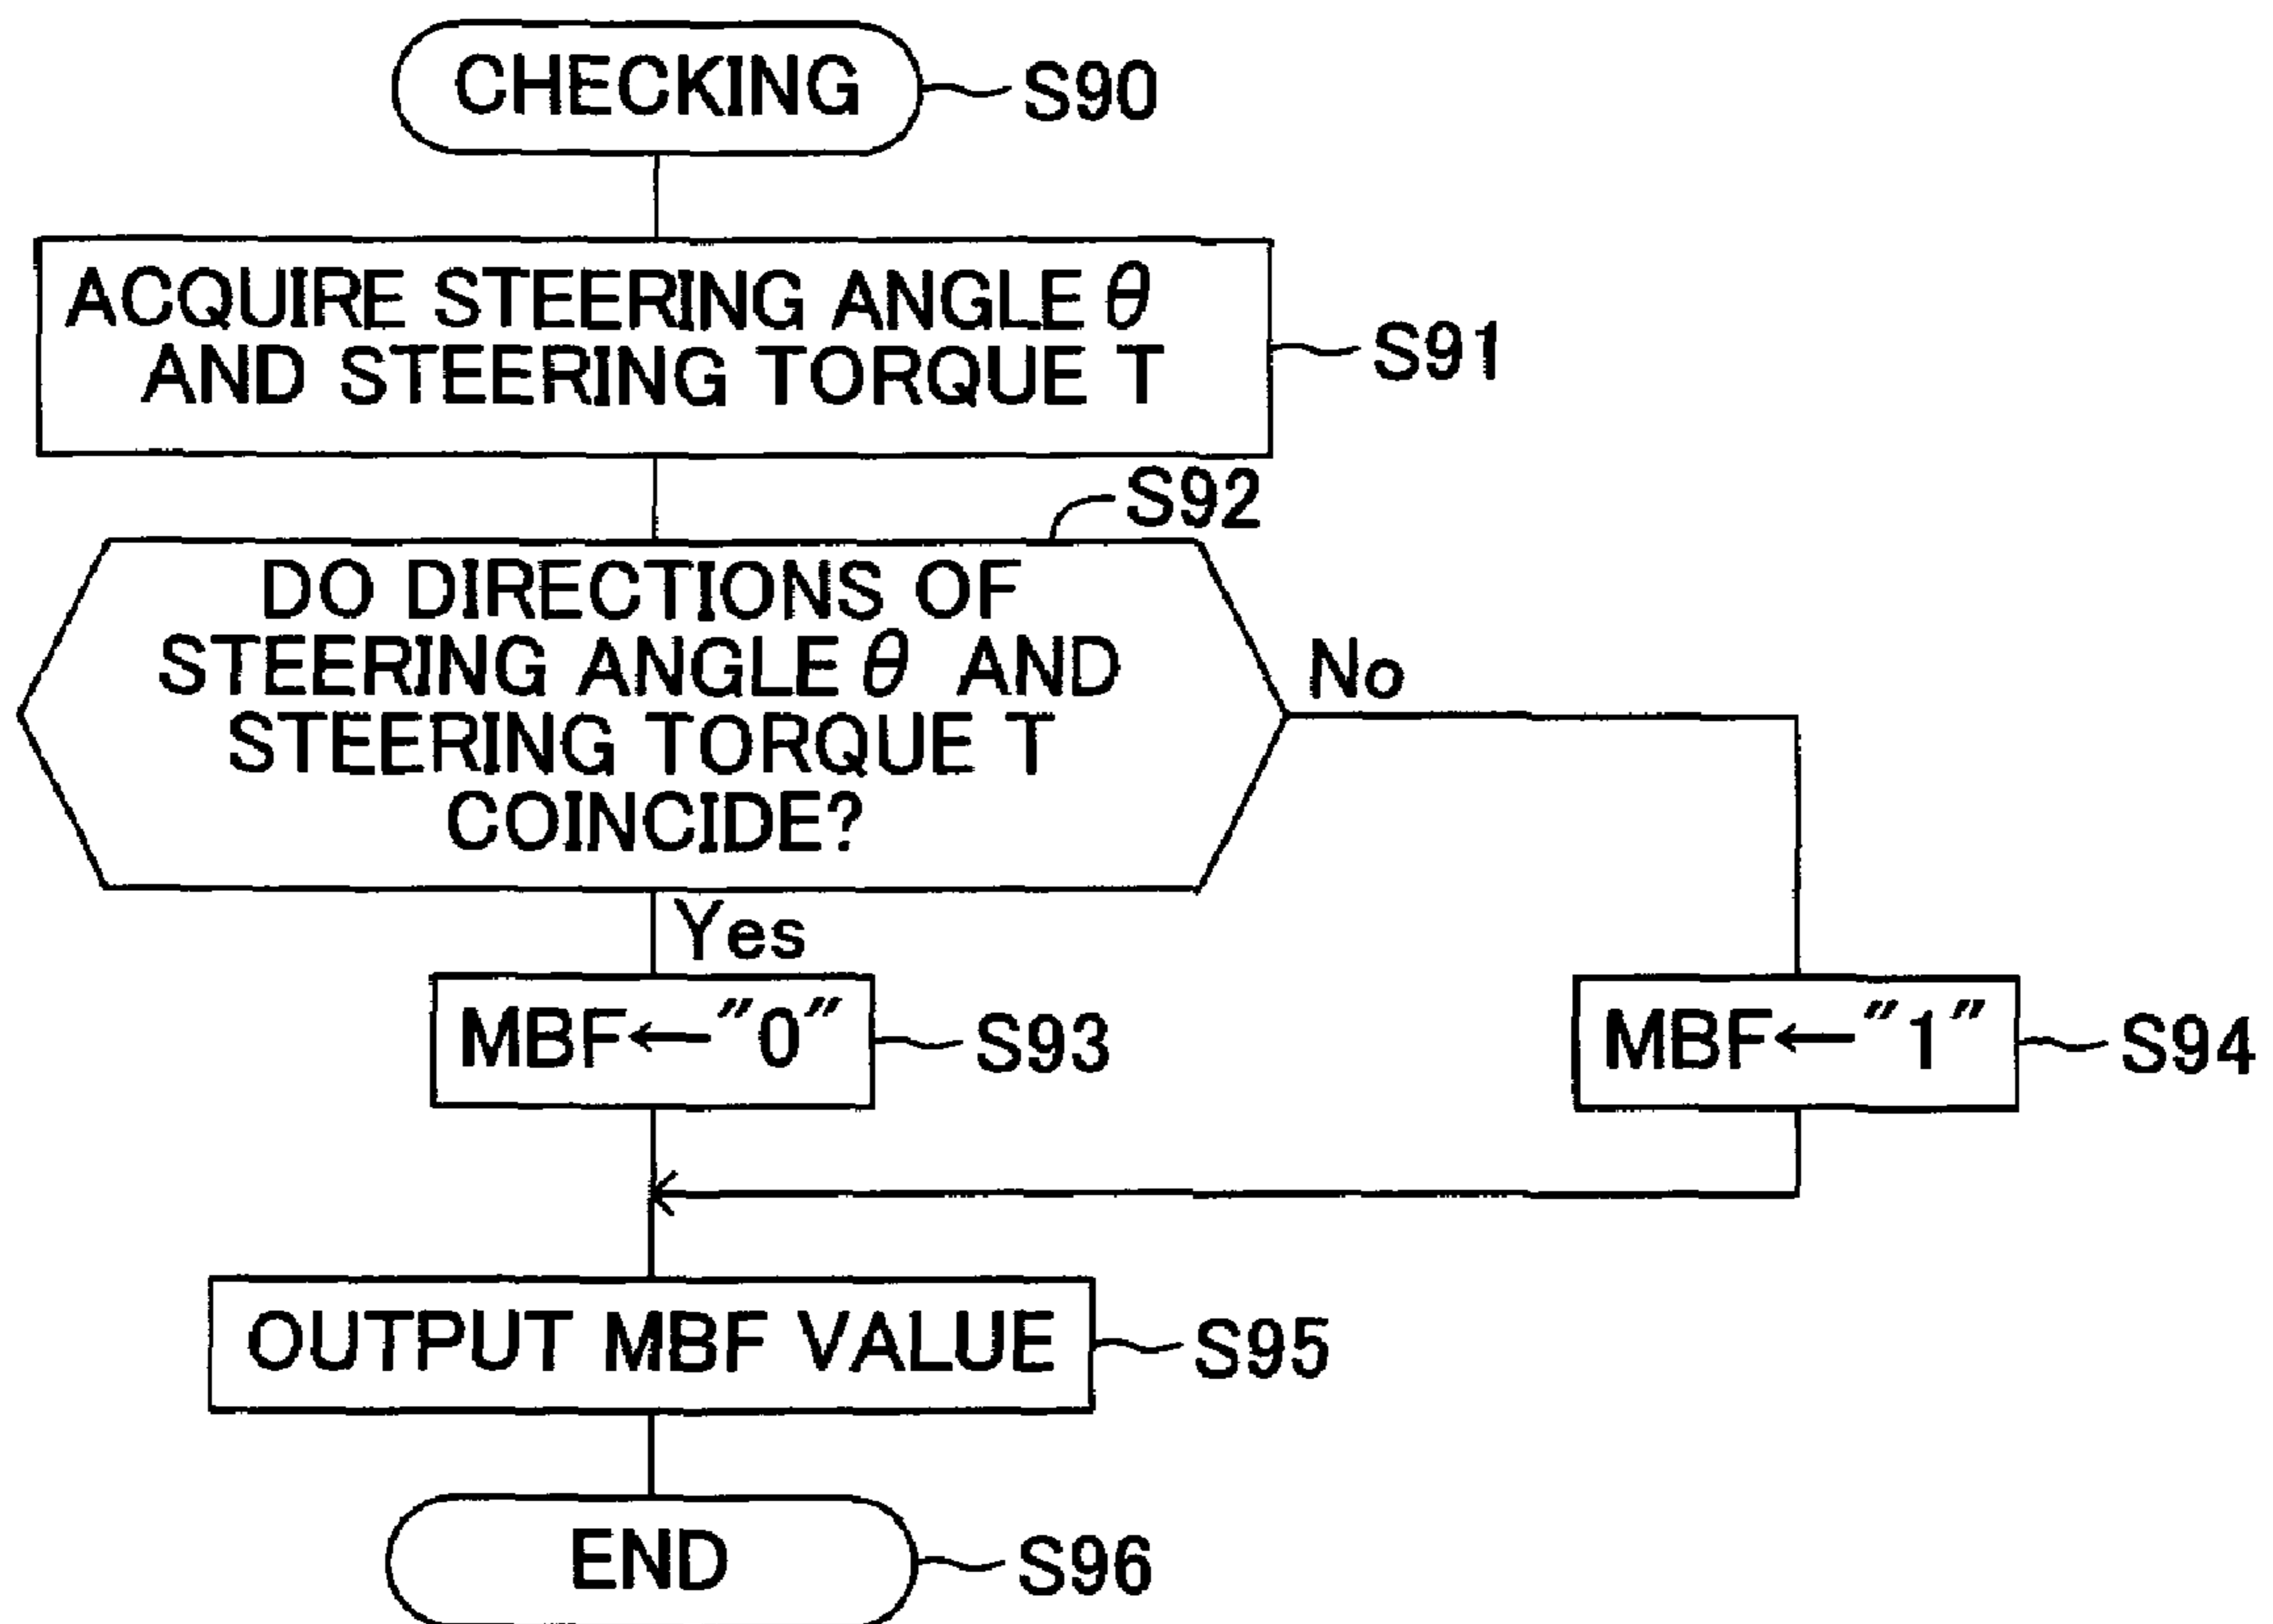 CHECKING
S90
ACQUIRE STEERING ANGLE θ
AND STEERING TORQUE T
S91
S92
DO DIRECTIONS OF
STEERING ANGLE θ AND
STEERING TORQUE T
COINCIDE?
No
Yes
MBF←"0"
S93
MBF←"1"
S94
OUTPUT MBF VALUE
S95
END
S96